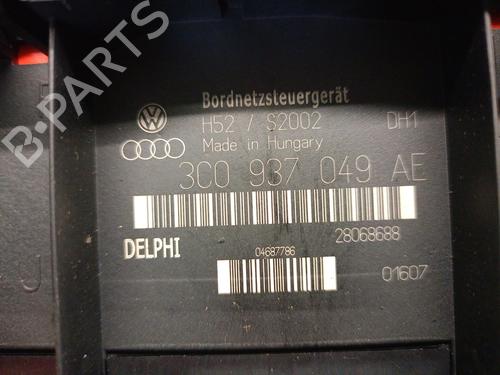 B-PARTS
Bordnetzsteuergerät
H52 / S2002 DH1
Made in Hungary
3C0 937 049 AE
DELPHI
28068688
04687786
01607